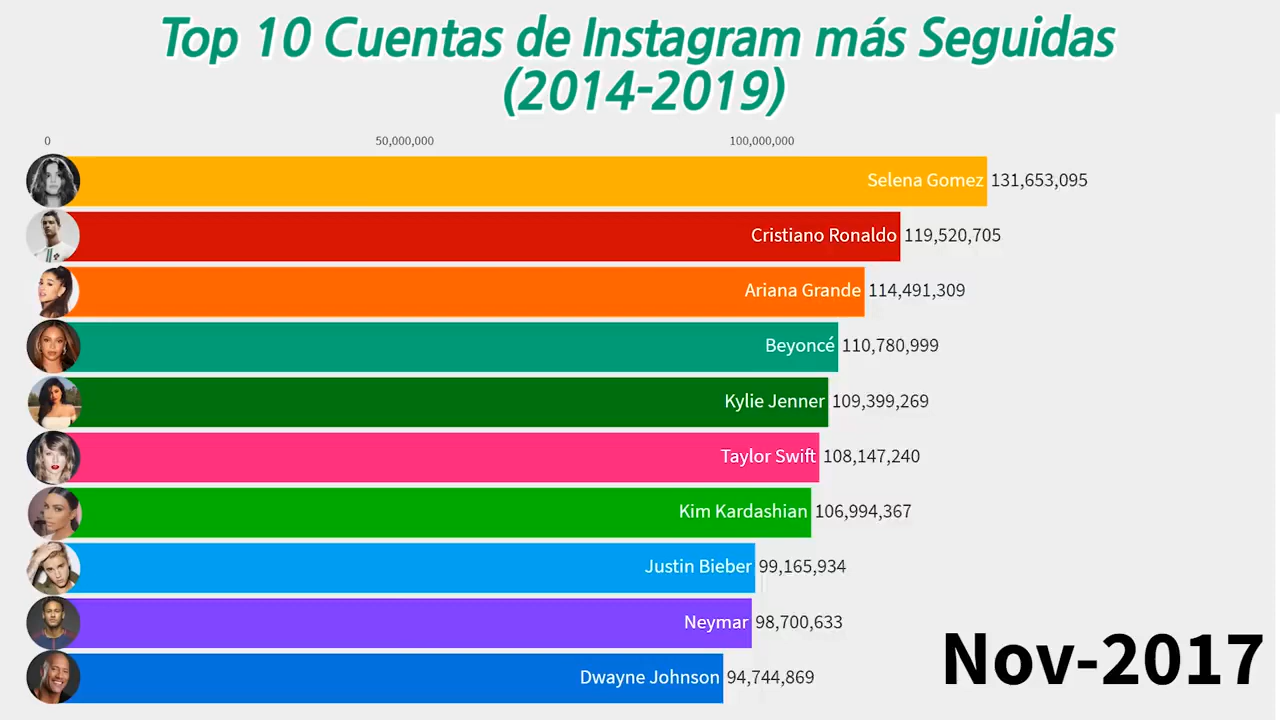 Top 10 Cuentas de Instagram más Seguidas
(2014-2019)
0 50,000,000 100,000,000
Selena Gomez 131,653,095
Cristiano Ronaldo 119,520,705
Ariana Grande 114,491,309
Beyoncé 110,780,999
Kylie Jenner 109,399,269
Taylor Swift 108,147,240
Kim Kardashian 106,994,367
Justin Bieber 99,165,934
Neymar 98,700,633
Dwayne Johnson 94,744,869
Nov-2017